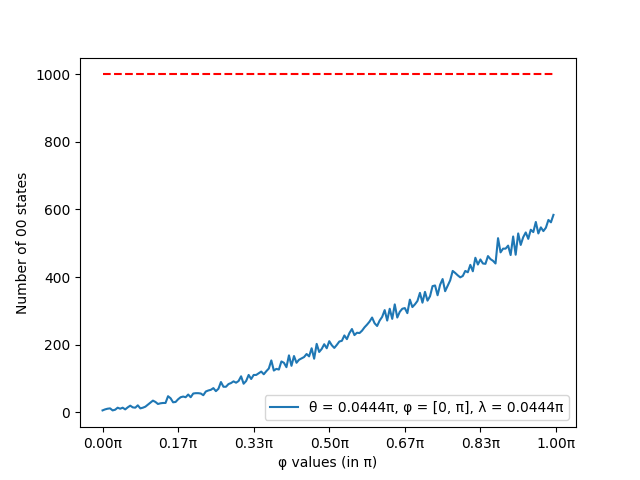 1000
800
600
400
200
0
Number of 00 states
θ = 0.0444π, φ = [0, π], λ = 0.0444π
0.00π 0.17π 0.33π 0.50π 0.67π 0.83π 1.00π
φ values (in π)